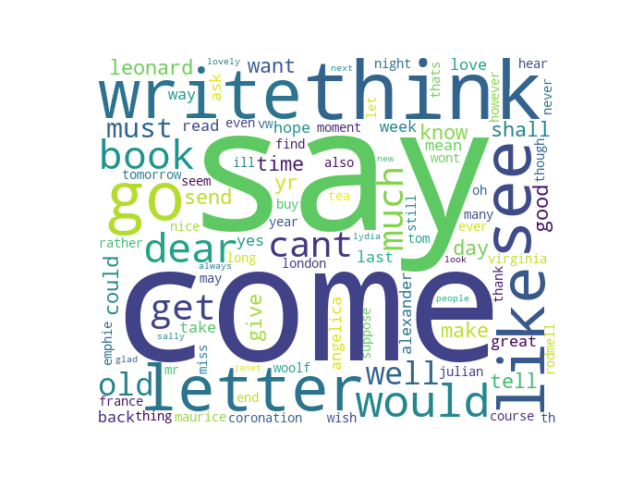 leonard way ask want night love thats hear lovely next
write think
must read even vw hope moment let week know shall however never
book say see
tomorrow ill find time also mean wont new though
seem yr oh good
go send buy tea still many
nice year ever
rather dear yes cant much tom day virginia
long london lydia last
always may look thank
could come get give people like
emphie take angelica suppose alexander make great rodmell
sally
glad miss mr woolf janet well julian tell
old letter would
france end
back thing maurice coronation wish course th